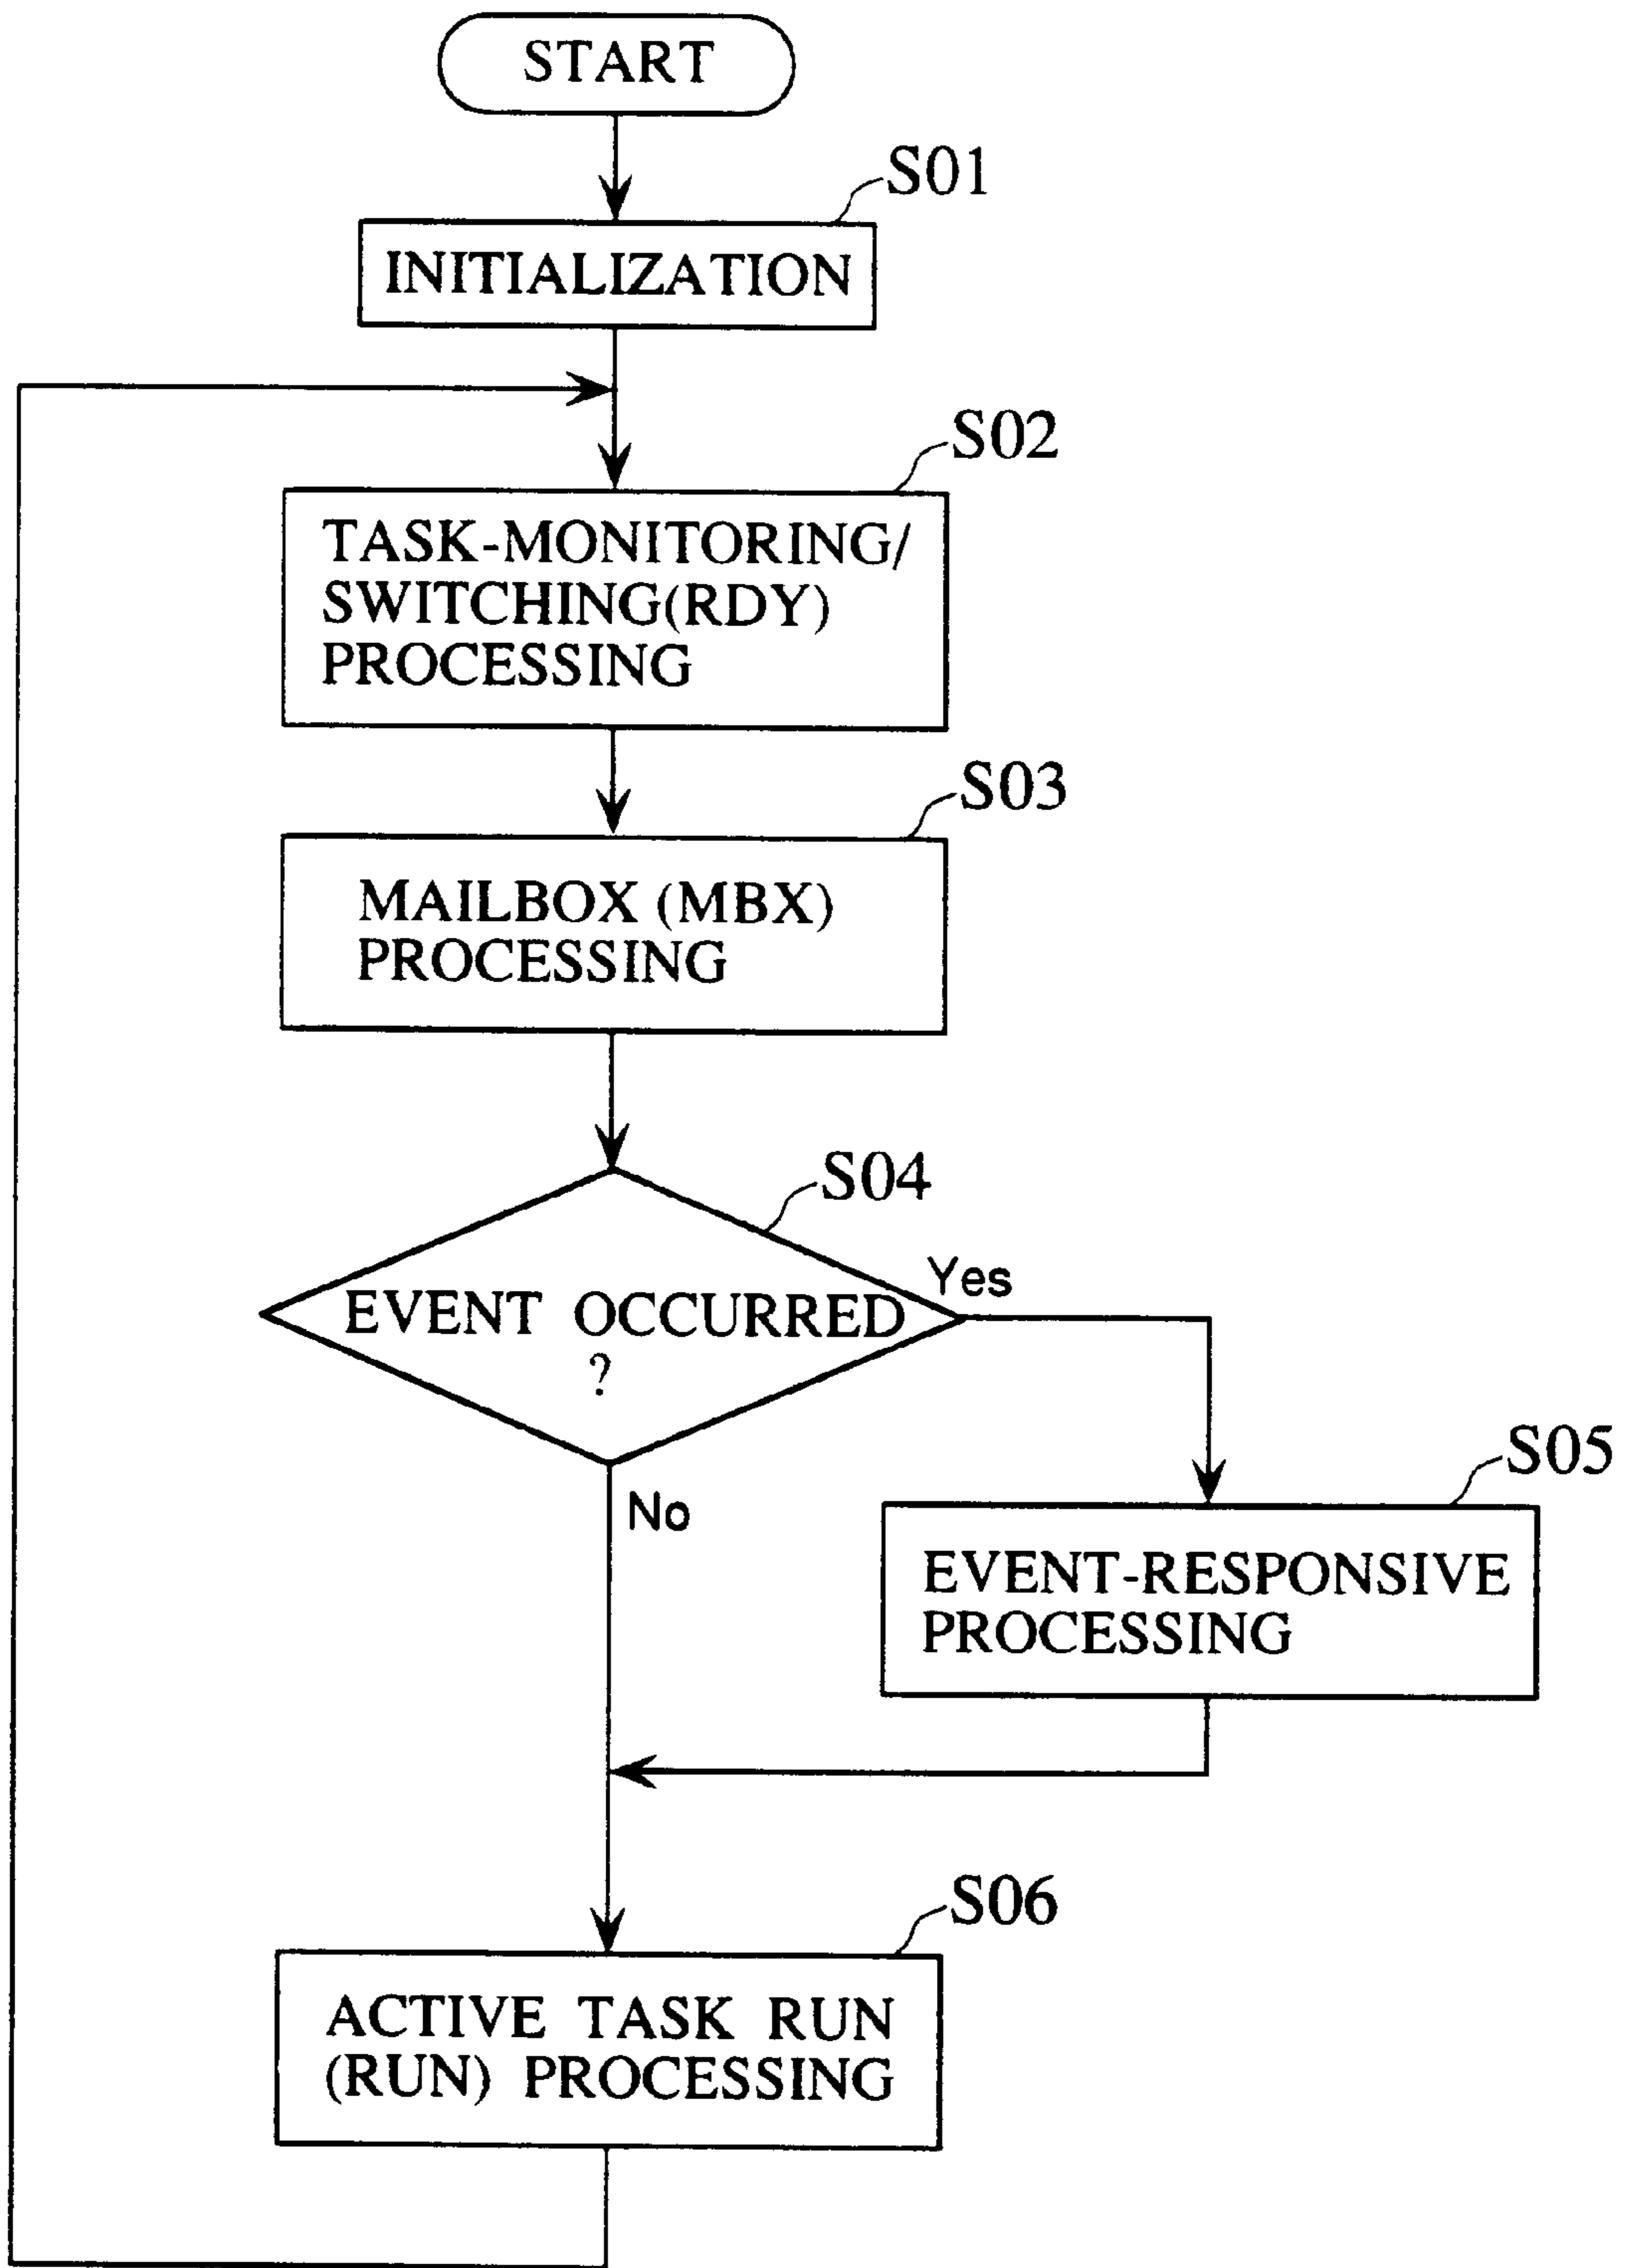 START
S01
INITIALIZATION
S02
TASK-MONITORING/
SWITCHING(RDY)
PROCESSING
S03
MAILBOX (MBX)
PROCESSING
S04
EVENT OCCURRED
?
Yes
No
S05
EVENT-RESPONSIVE
PROCESSING
S06
ACTIVE TASK RUN
(RUN) PROCESSING